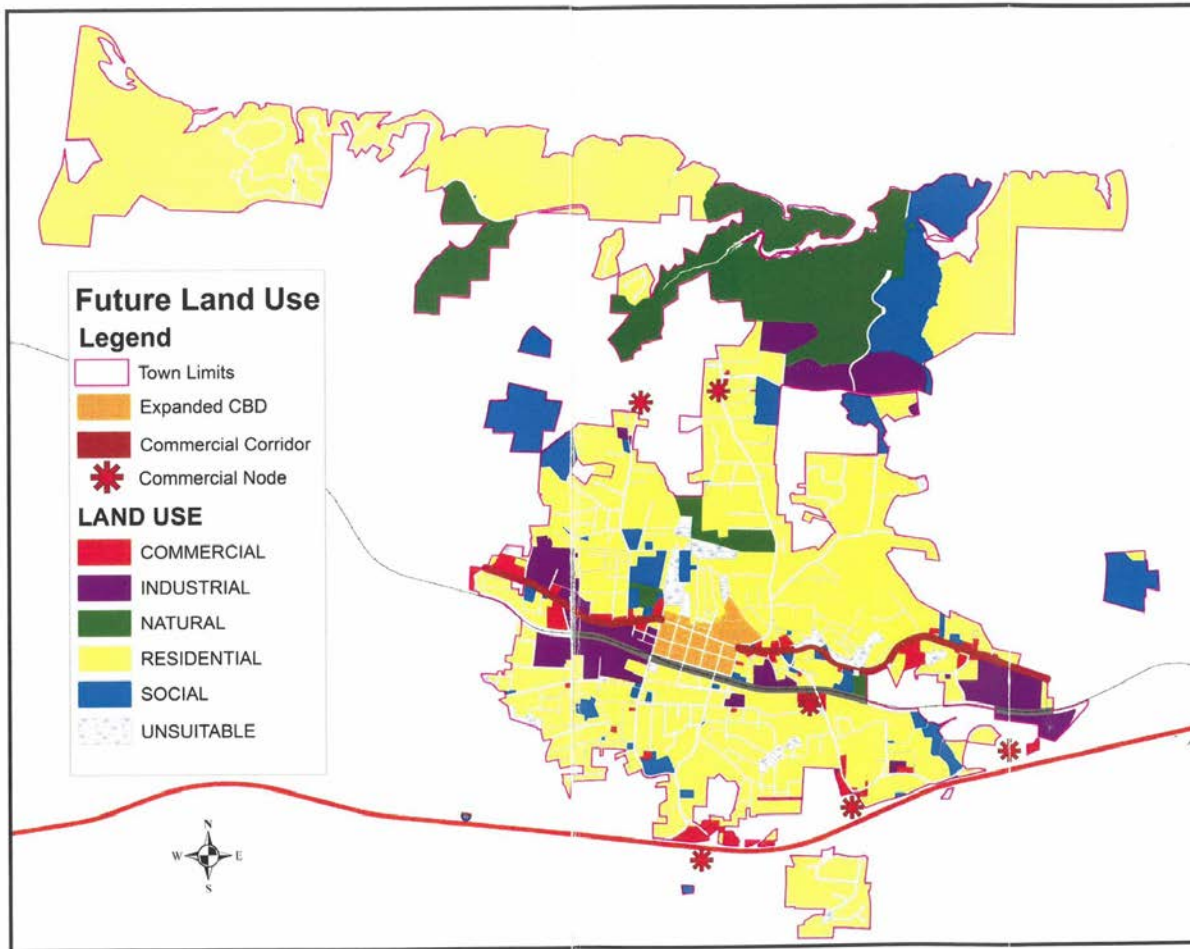 Future Land Use
Legend
Town Limits
Expanded CBD
Commercial Corridor
Commercial Node
LAND USE
COMMERCIAL
INDUSTRIAL
NATURAL
RESIDENTIAL
SOCIAL
UNSUITABLE
N
W E
S